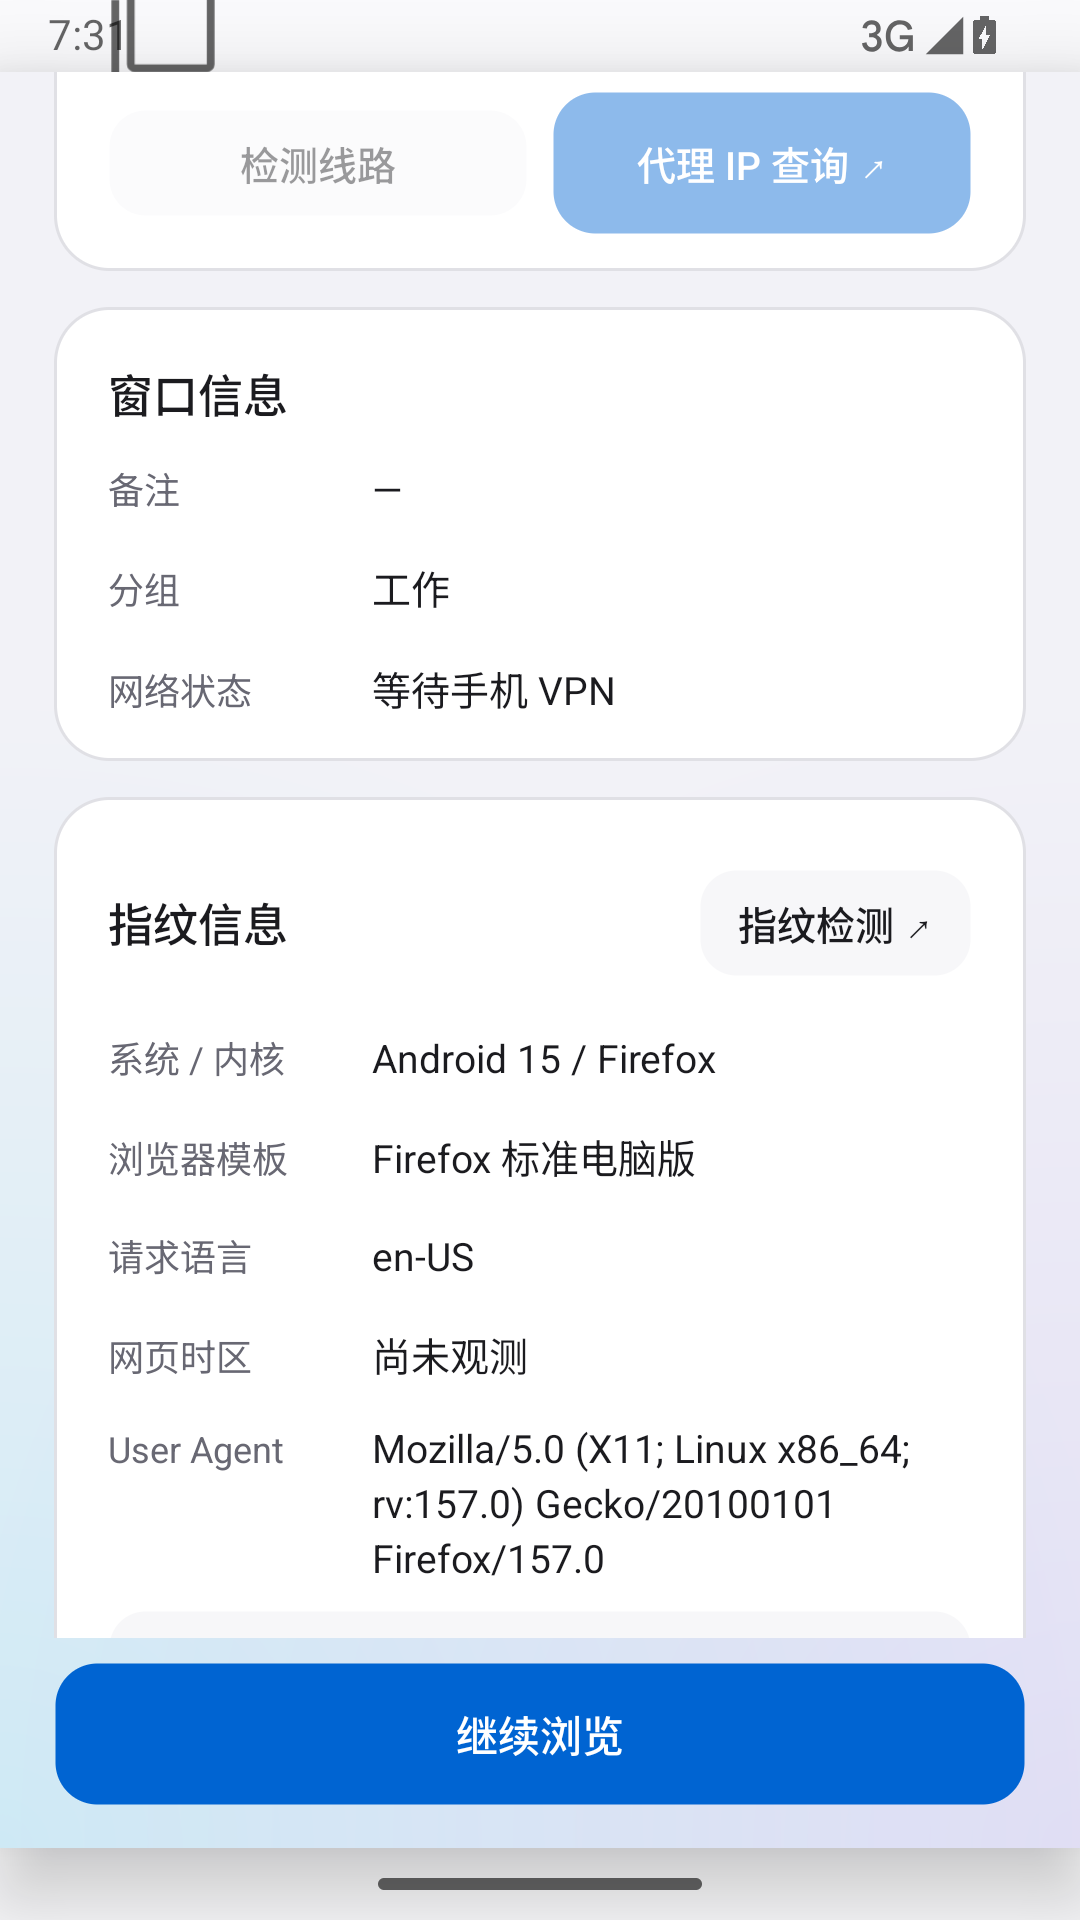 7:31
3G
检测线路
代理 IP 查询 ↗
窗口信息
备注 —
分组 工作
网络状态 等待手机 VPN
指纹信息
指纹检测 ↗
系统 / 内核 Android 15 / Firefox
浏览器模板 Firefox 标准电脑版
请求语言 en-US
网页时区 尚未观测
User Agent Mozilla/5.0 (X11; Linux x86_64;
rv:157.0) Gecko/20100101
Firefox/157.0
继续浏览